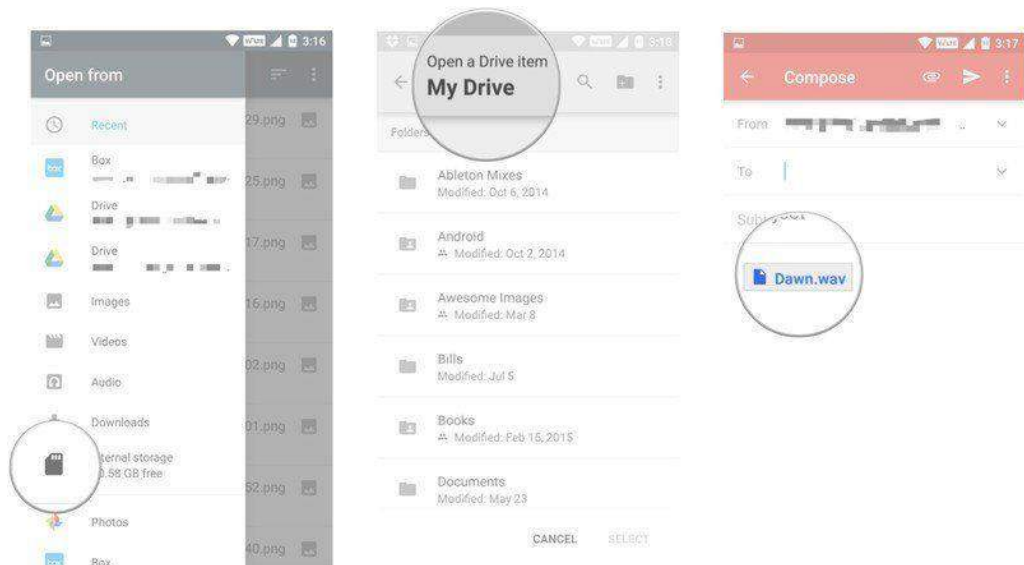 3:16
Open from
Recent
Box
Drive
Drive
Images
Videos
Audio
Downloads
ternal storage
.58 GB free
Photos
Box
29.png
25.png
17.png
16.png
02.png
01.png
52.png
40.png
Open a Drive item
My Drive
Folders
Ableton Mixes
Modified: Oct 6, 2014
Android
Modified: Oct 2, 2014
Awesome Images
Modified: Mar 8
Bills
Modified: Jul 5
Books
Modified: Feb 15, 2015
Documents
Modified: May 23
CANCEL SELECT
3:17
Compose
From
To
Dawn.wav